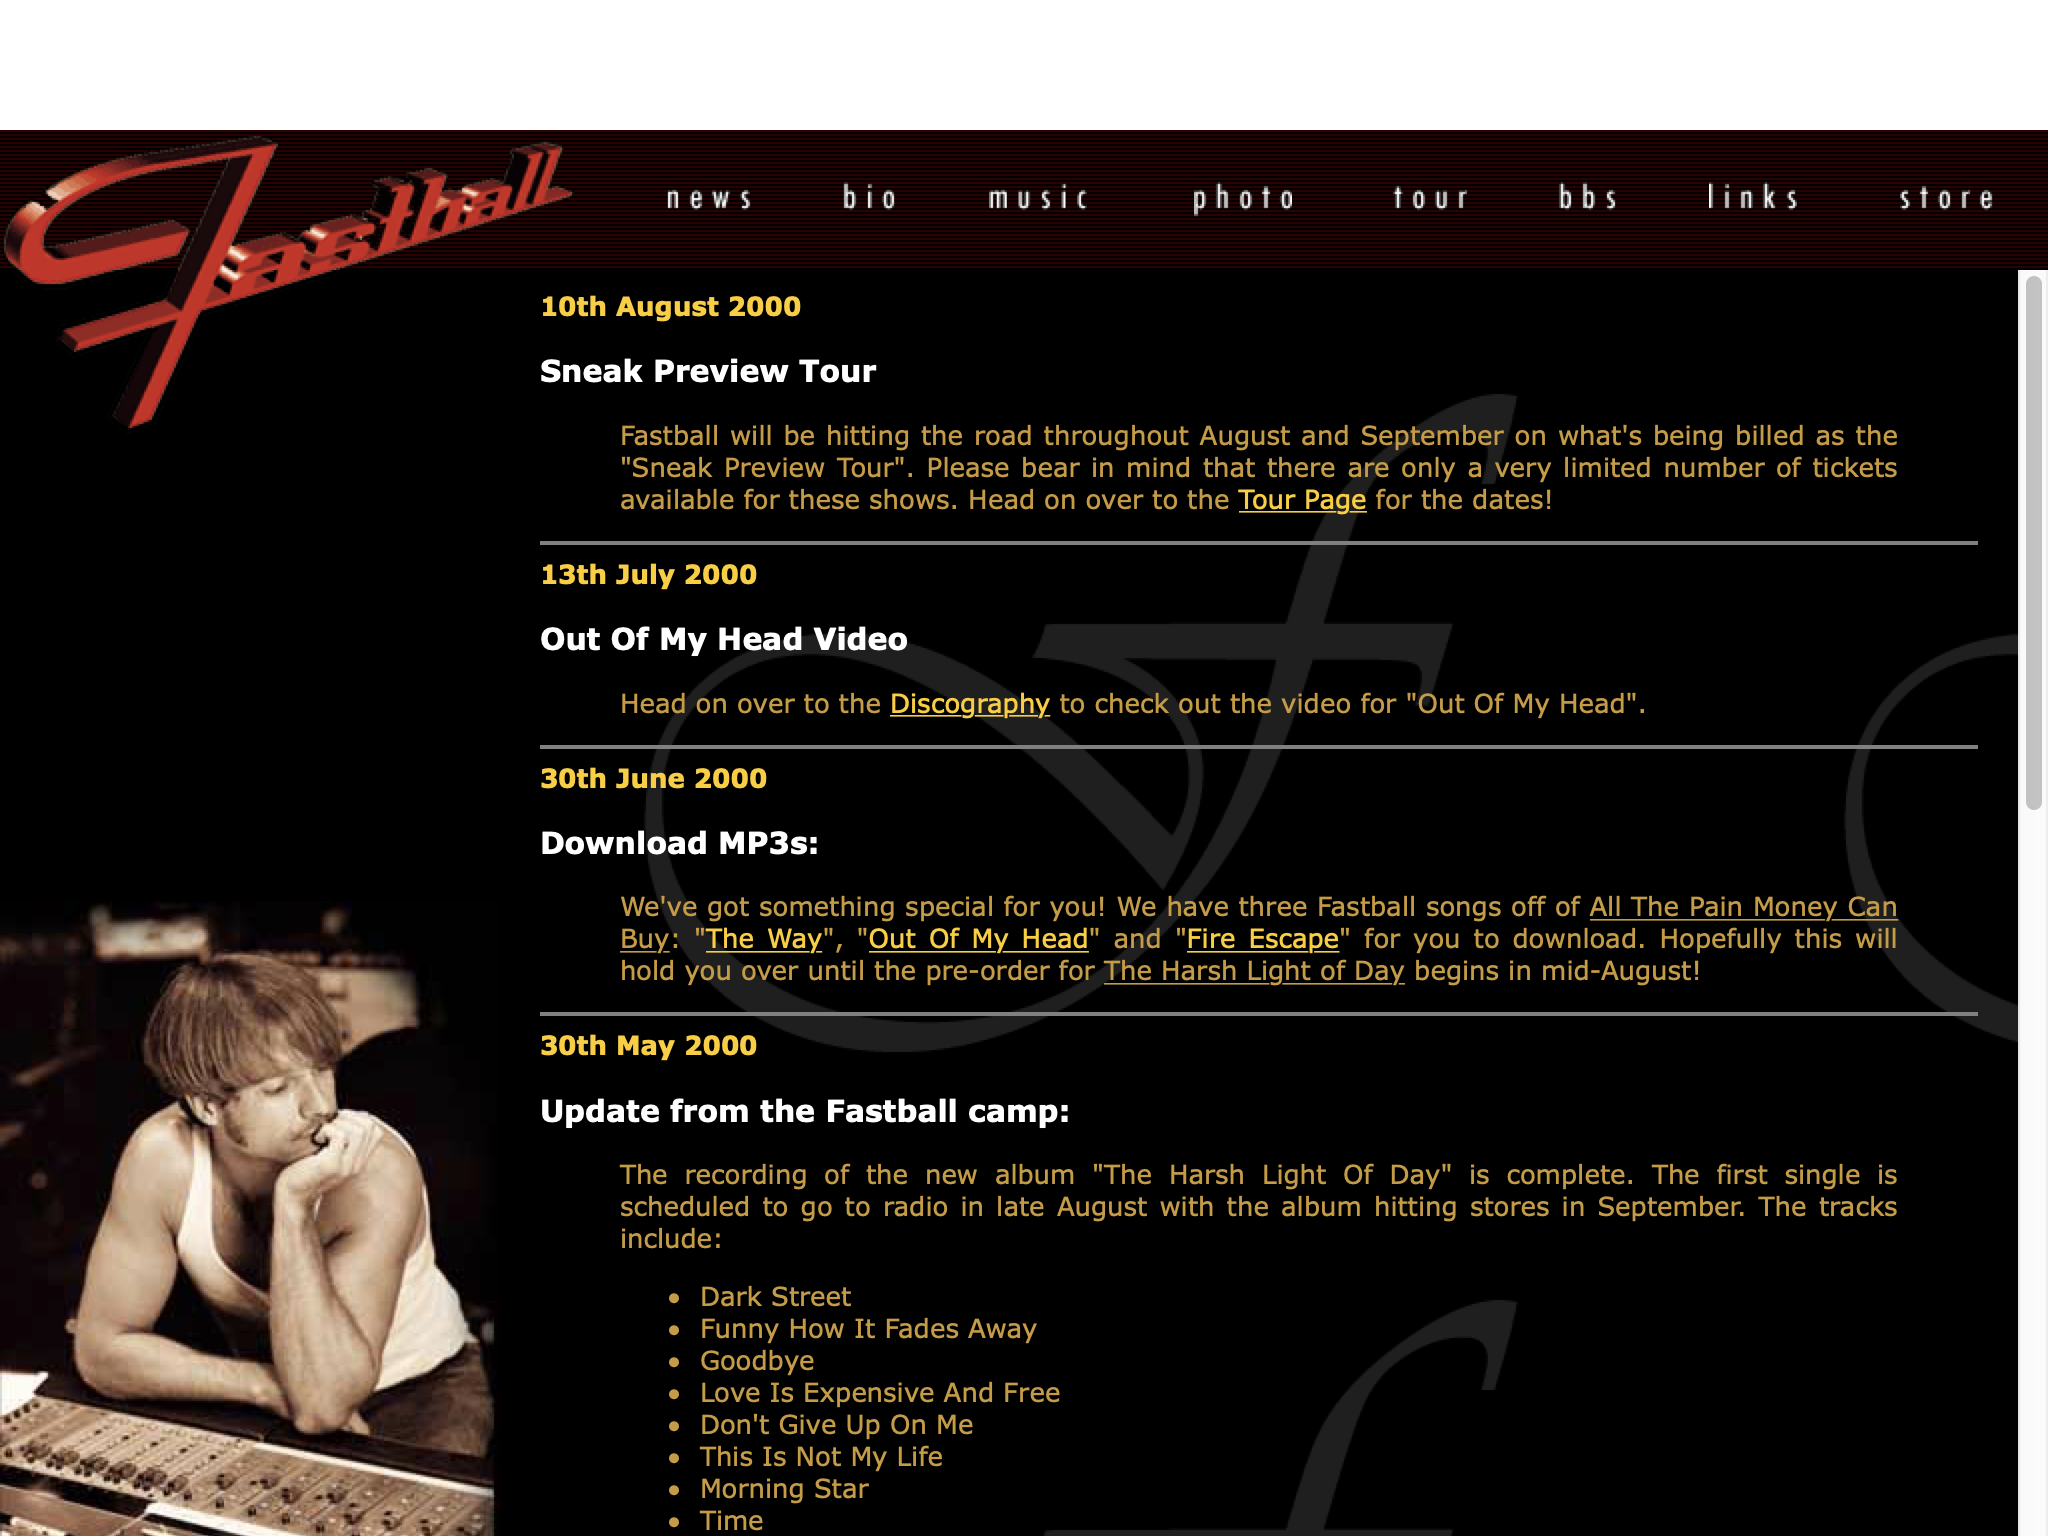 Fastball
news bio music photo tour bbs links store
10th August 2000
Sneak Preview Tour
Fastball will be hitting the road throughout August and September on what's being billed as the
"Sneak Preview Tour". Please bear in mind that there are only a very limited number of tickets
available for these shows. Head on over to the Tour Page for the dates!
13th July 2000
Out Of My Head Video
Head on over to the Discography to check out the video for "Out Of My Head".
30th June 2000
Download MP3s:
We've got something special for you! We have three Fastball songs off of All The Pain Money Can
Buy: "The Way", "Out Of My Head" and "Fire Escape" for you to download. Hopefully this will
hold you over until the pre-order for The Harsh Light of Day begins in mid-August!
30th May 2000
Update from the Fastball camp:
The recording of the new album "The Harsh Light Of Day" is complete. The first single is
scheduled to go to radio in late August with the album hitting stores in September. The tracks
include:
• Dark Street
• Funny How It Fades Away
• Goodbye
• Love Is Expensive And Free
• Don't Give Up On Me
• This Is Not My Life
• Morning Star
• Time